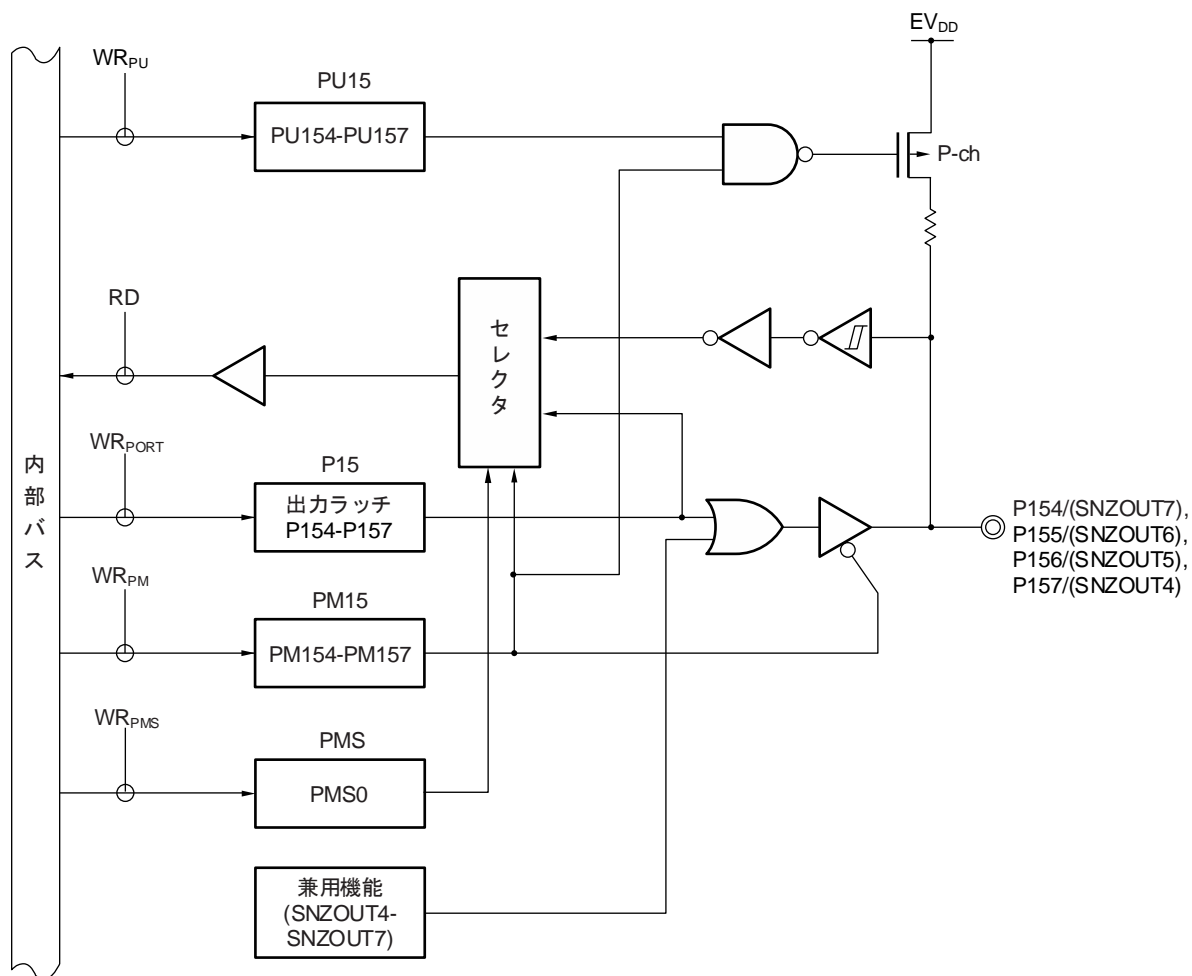 EVDD
WRPU
PU15
PU154-PU157
P-ch
RD
セレクタ
WRPORT
P15
出力ラッチ
P154-P157
内部バス
P154/(SNZOUT7),
P155/(SNZOUT6),
P156/(SNZOUT5),
P157/(SNZOUT4)
WRPM
PM15
PM154-PM157
WRPMS
PMS
PMS0
兼用機能
(SNZOUT4-
SNZOUT7)